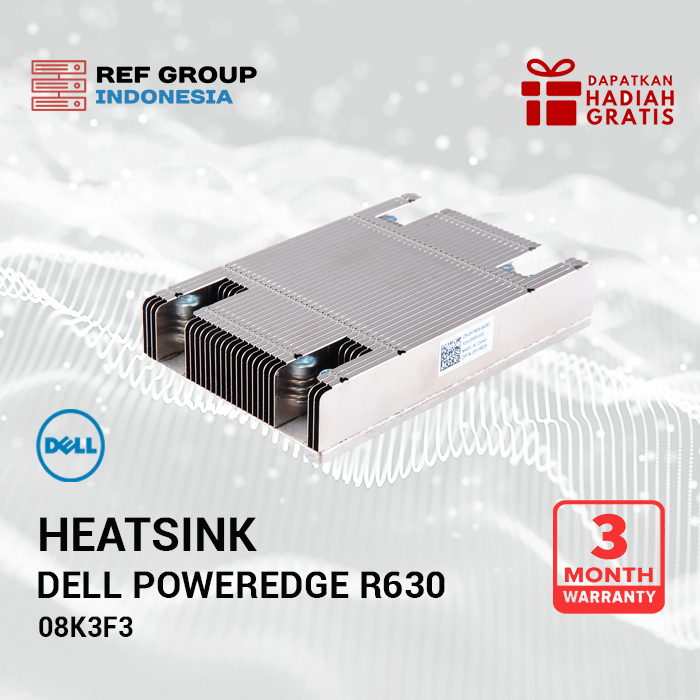 REF GROUP
INDONESIA
DAPATKAN
HADIAH
GRATIS
DELL
HEATSINK
DELL POWEREDGE R630
08K3F3
3
MONTH
WARRANTY